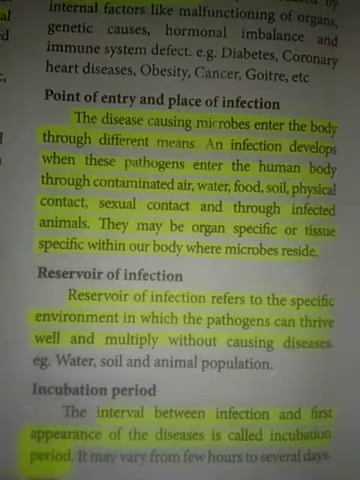 internal factors like malfunctioning of organs,
genetic causes, hormonal imbalance and
immune system defect. e.g. Diabetes, Coronary
heart diseases, Obesity, Cancer, Goitre, etc
Point of entry and place of infection
The disease causing microbes enter the body
through different means. An infection develops
when these pathogens enter the human body
through contaminated air, water, food, soil, physical
contact, sexual contact and through infected
animals. They may be organ specific or tissue
specific within our body where microbes reside.
Reservoir of infection
Reservoir of infection refers to the specific
environment in which the pathogens can thrive
well and multiply without causing diseases.
eg. Water, soil and animal population.
Incubation period
The interval between infection and first
appearance of the diseases is called incubation
period. It may vary from few hours to several days.